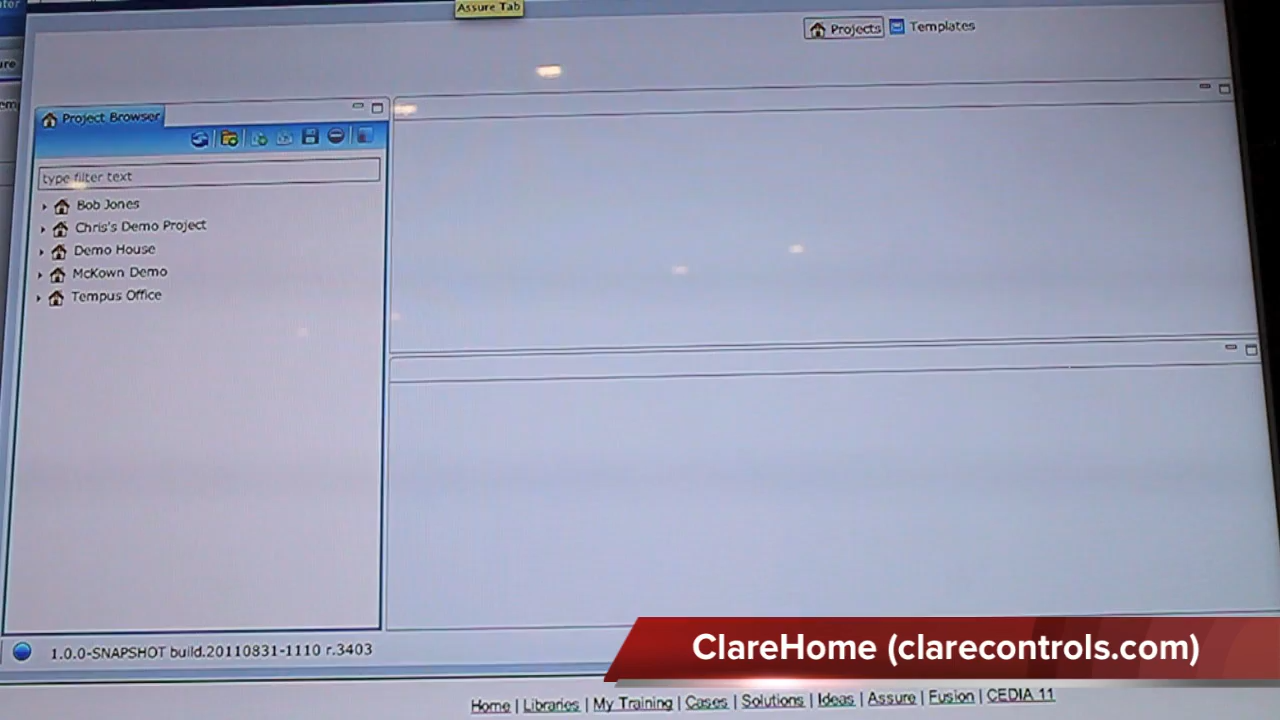 Assure Tab
Projects Templates
Project Browser
type filter text
Bob Jones
Chris's Demo Project
Demo House
McKown Demo
Tempus Office
1.0.0-SNAPSHOT build.20110831-1110 r.3403
ClareHome (clarecontrols.com)
Home | Libraries | My Training | Cases | Solutions | Ideas | Assure | Fusion | CEDIA 11